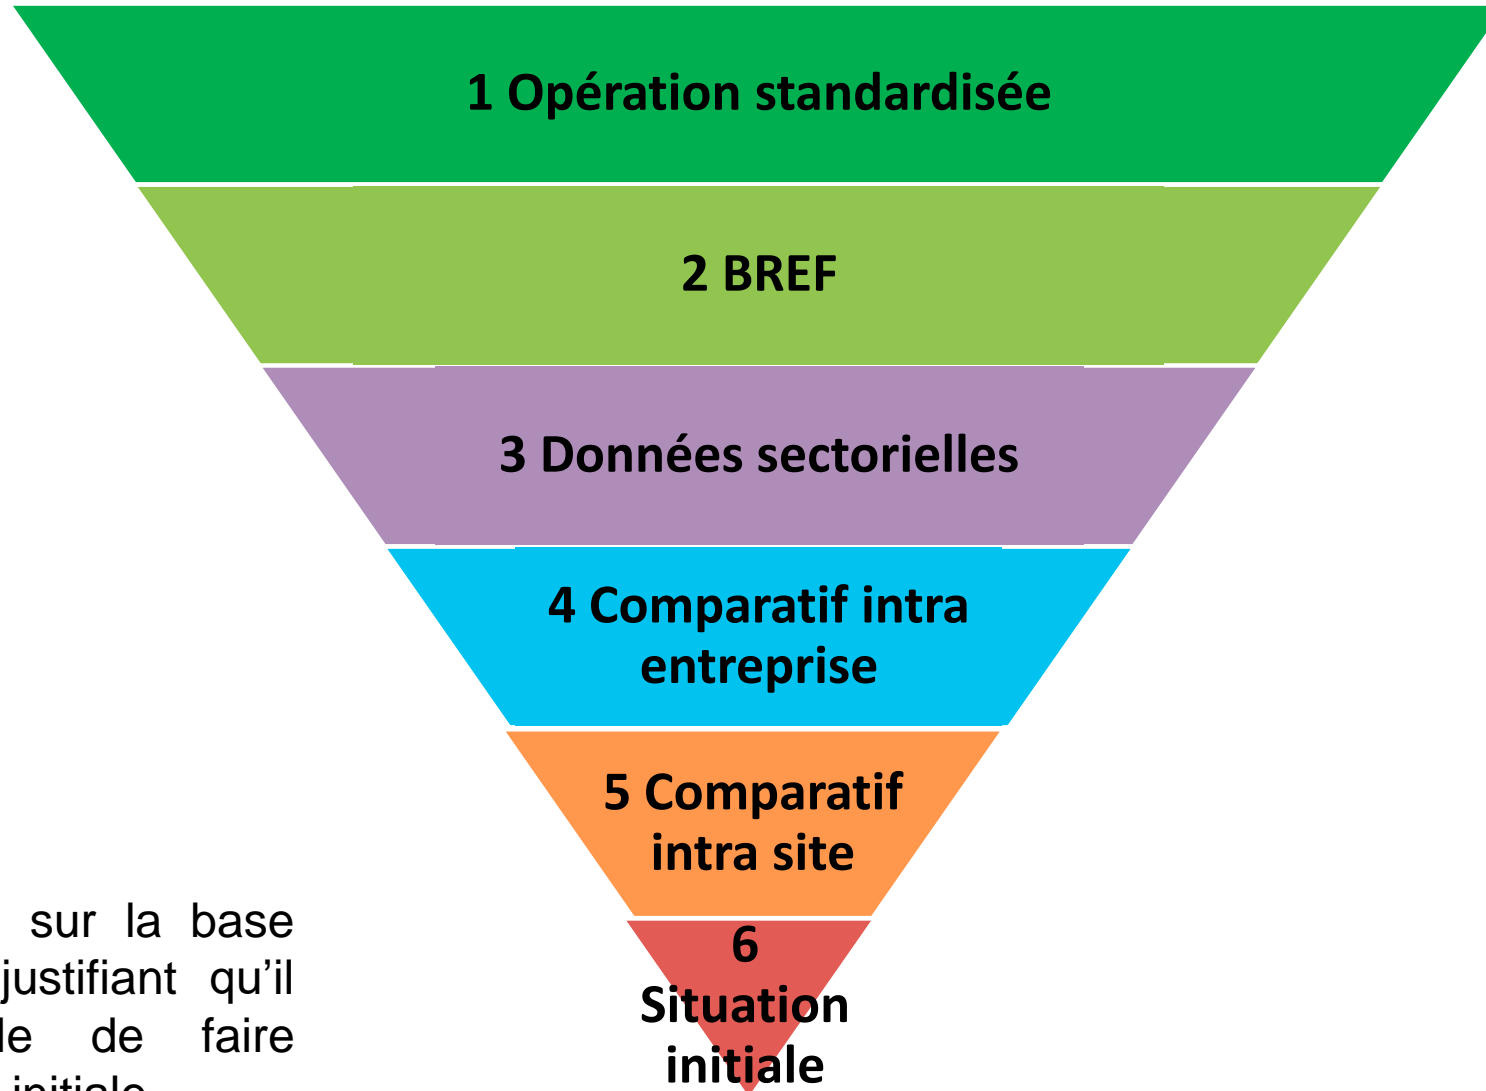 1 Opération standardisée
2 BREF
3 Données sectorielles
4 Comparatif intra
entreprise
5 Comparatif
intra site
6
Situation
initiale
sur la base
justifiant qu’il
de faire
initiale